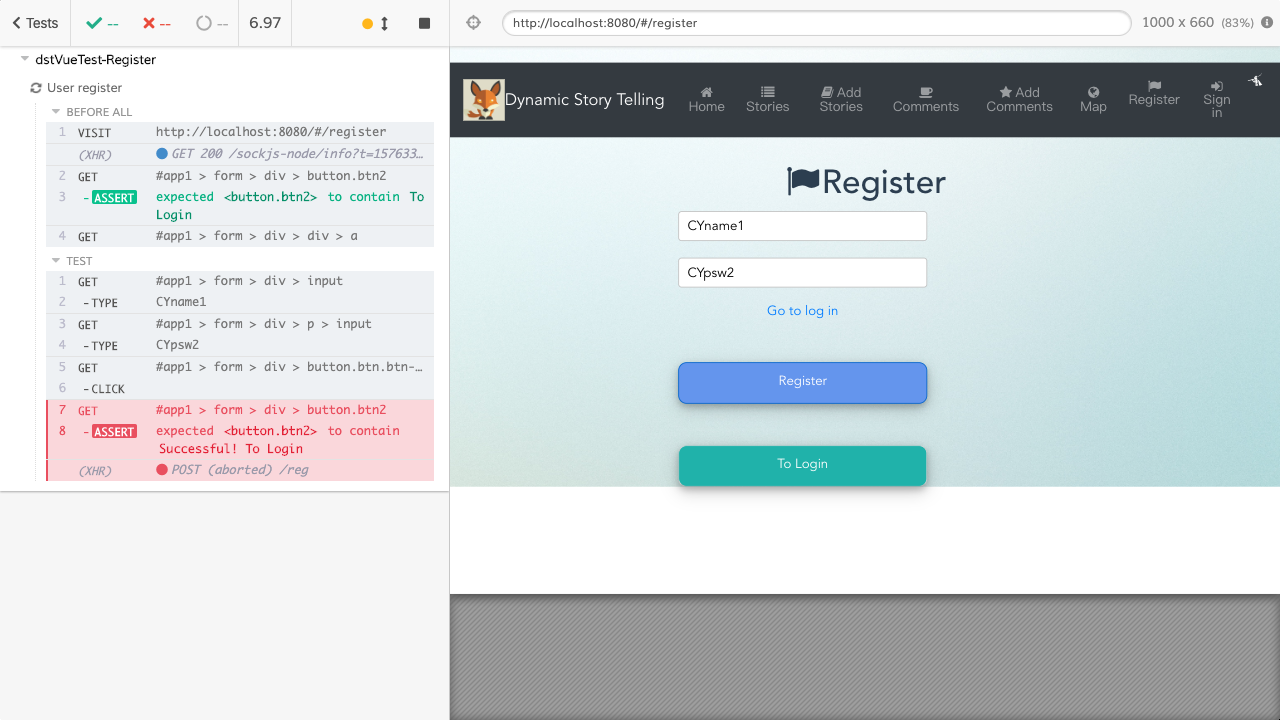 Tests
--
--
--
6.97
http://localhost:8080/#/register
1000 x 660 (83%)
dstVueTest-Register
User register
BEFORE ALL
1 VISIT http://localhost:8080/#/register
(XHR) GET 200 /sockjs-node/info?t=157633…
2 GET #app1 > form > div > button.btn2
3 - ASSERT expected <button.btn2> to contain To
Login
4 GET #app1 > form > div > div > a
TEST
1 GET #app1 > form > div > input
2 - TYPE CYname1
3 GET #app1 > form > div > p > input
4 - TYPE CYpsw2
5 GET #app1 > form > div > button.btn.btn-…
6 - CLICK
7 GET #app1 > form > div > button.btn2
8 - ASSERT expected <button.btn2> to contain
Successful! To Login
(XHR) POST (aborted) /reg
Dynamic Story Telling
Home
Stories
Add
Stories
Comments
Add
Comments
Map
Register
Sign
in
Register
CYname1
CYpsw2
Go to log in
Register
To Login